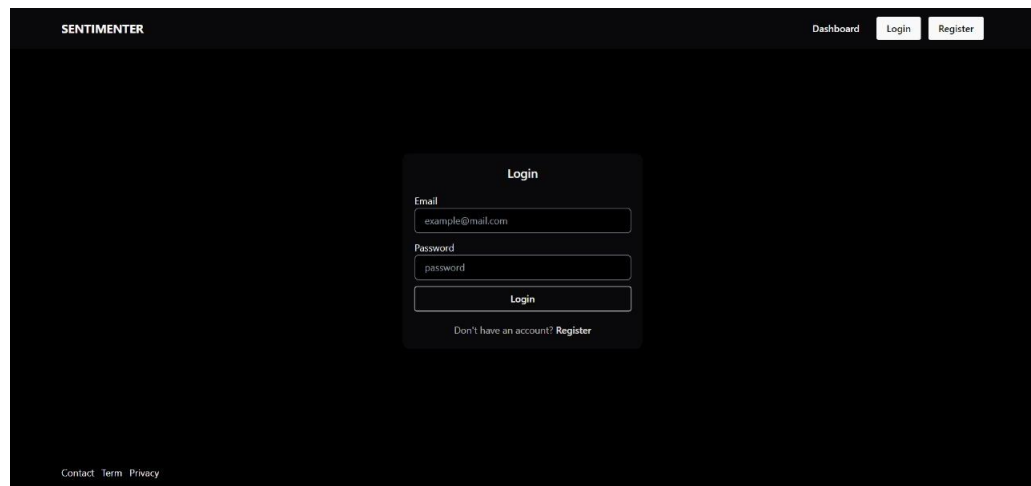 SENTIMENTER Dashboard Login Register
Login
Email
example@mail.com
Password
password
Login
Don't have an account? Register
Contact Term Privacy